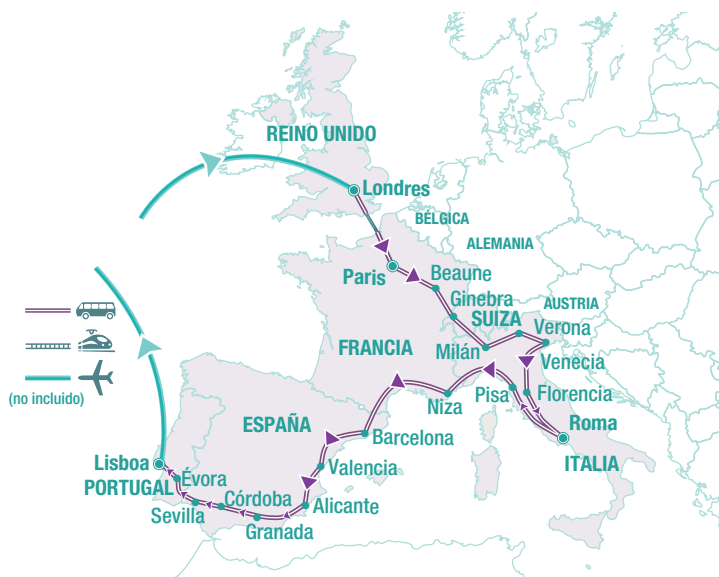 REINO UNIDO
Londres
BÉLGICA
ALEMANIA
Paris
Beaune
Ginebra
AUSTRIA
SUIZA
Verona
FRANCIA
Milán
Venecia
(no incluido)
Niza
Pisa
Florencia
ESPAÑA
Roma
Barcelona
ITALIA
Lisboa
Valencia
Évora
PORTUGAL
Córdoba
Alicante
Sevilla
Granada